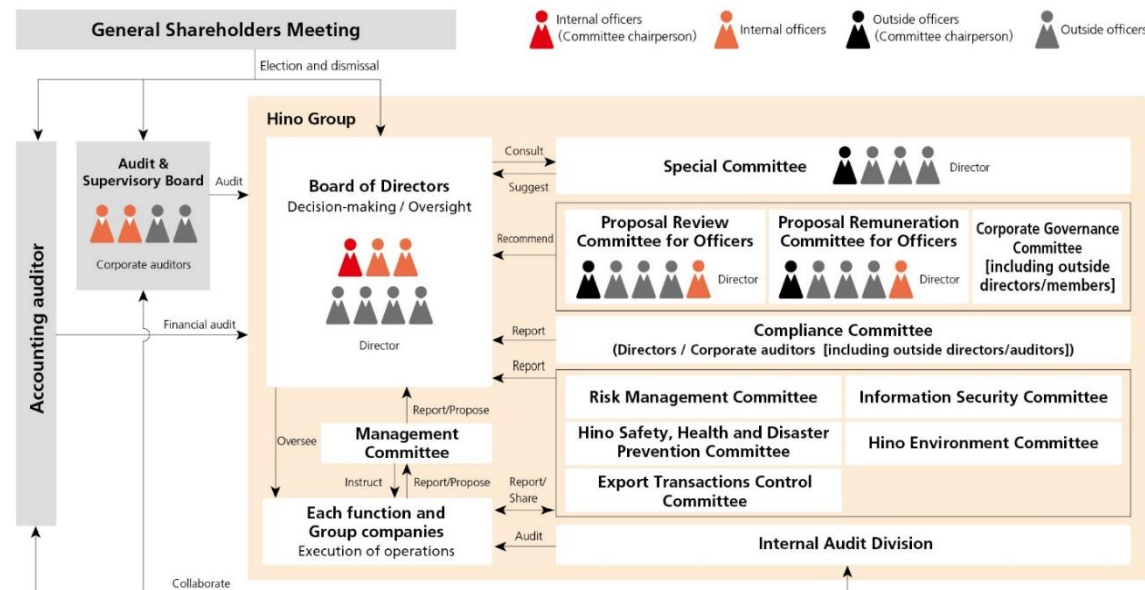 General Shareholders Meeting
Internal officers
(Committee chairperson)
Internal officers
Outside officers
(Committee chairperson)
Outside officers
Election and dismissal
Hino Group
Accounting auditor
Audit &
Supervisory Board
Corporate auditors
Audit
Financial audit
Board of Directors
Decision-making / Oversight
Director
Consult
Suggest
Special Committee
Director
Recommend
Proposal Review
Committee for Officers
Director
Proposal Remuneration
Committee for Officers
Director
Corporate Governance
Committee
[including outside
directors/members]
Report
Compliance Committee
(Directors / Corporate auditors [including outside directors/auditors])
Report
Risk Management Committee
Information Security Committee
Hino Safety, Health and Disaster
Prevention Committee
Hino Environment Committee
Export Transactions Control
Committee
Report/Propose
Oversee
Management
Committee
Instruct
Report/Propose
Report/
Share
Each function and
Group companies
Execution of operations
Audit
Internal Audit Division
Collaborate